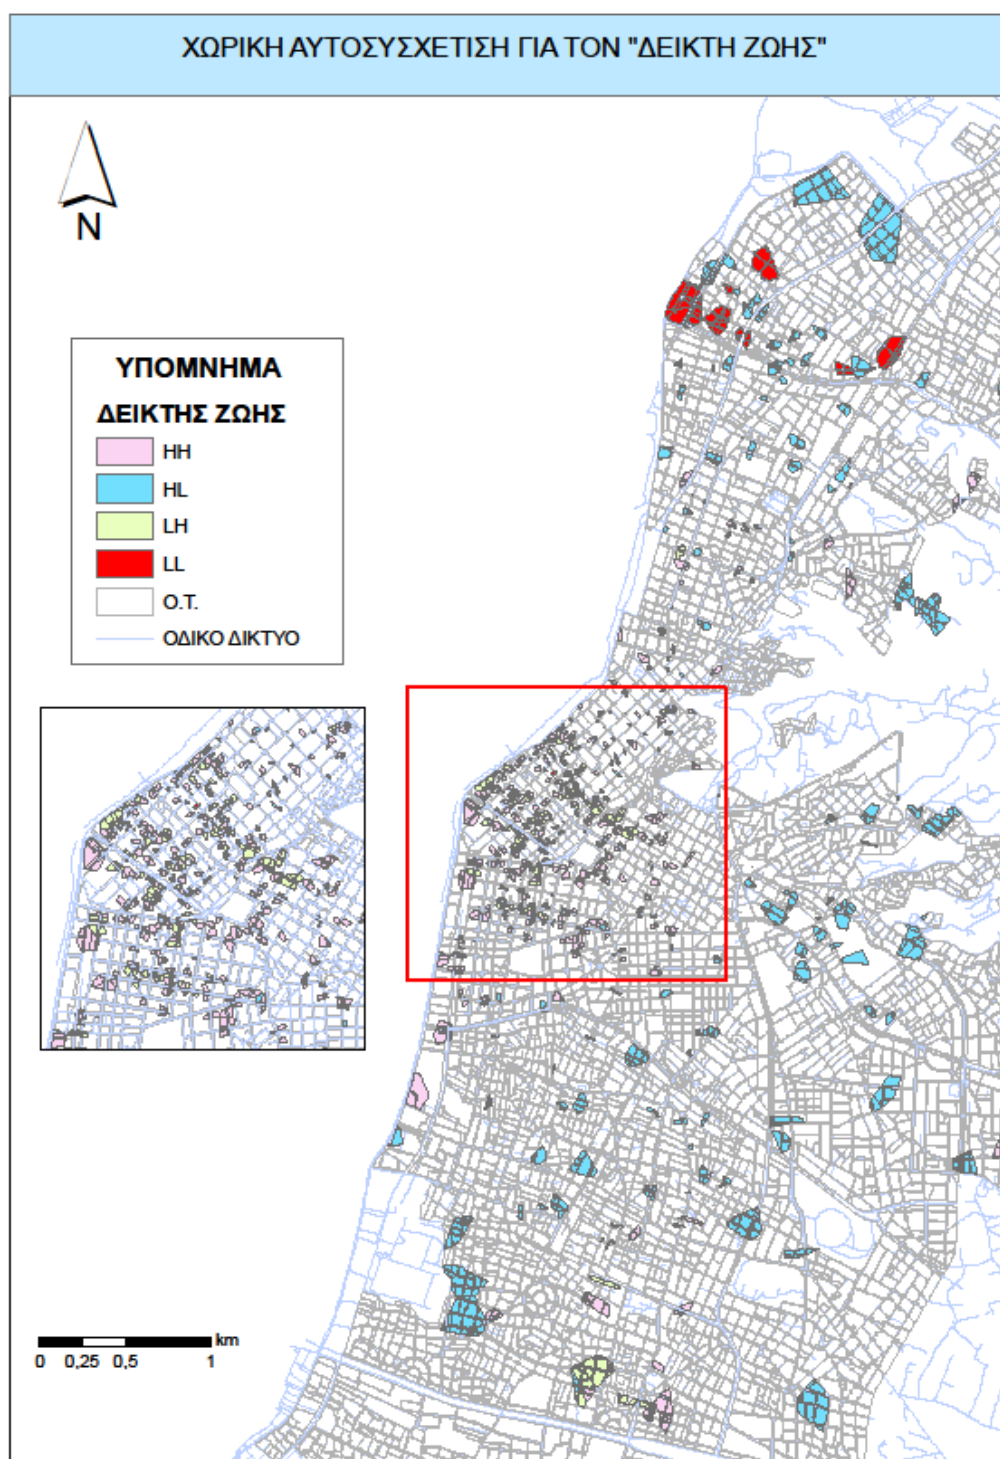 ΧΩΡΙΚΗ ΑΥΤΟΣΥΣΧΕΤΙΣΗ ΓΙΑ ΤΟΝ "ΔΕΙΚΤΗ ΖΩΗΣ"
N
ΥΠΟΜΝΗΜΑ
ΔΕΙΚΤΗΣ ΖΩΗΣ
HH
HL
LH
LL
Ο.Τ.
ΟΔΙΚΟ ΔΙΚΤΥΟ
km
0 0,25 0,5 1